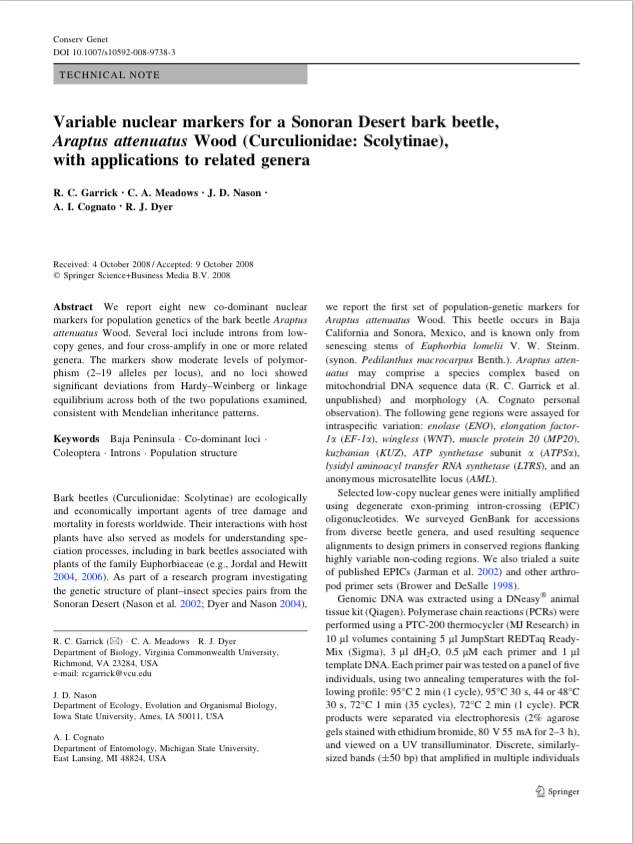 Conserv Genet
DOI 10.1007/s10592-008-9738-3
TECHNICAL NOTE
Variable nuclear markers for a Sonoran Desert bark beetle,
Araptus attenuatus Wood (Curculionidae: Scolytinae),
with applications to related genera
R. C. Garrick · C. A. Meadows · J. D. Nason ·
A. I. Cognato · R. J. Dyer
Received: 4 October 2008 / Accepted: 9 October 2008
© Springer Science+Business Media B.V. 2008
Abstract We report eight new co-dominant nuclear
markers for population genetics of the bark beetle Araptus
attenuatus Wood. Several loci include introns from low-
copy genes, and four cross-amplify in one or more related
genera. The markers show moderate levels of polymor-
phism (2–19 alleles per locus), and no loci showed
significant deviations from Hardy–Weinberg or linkage
equilibrium across both of the two populations examined,
consistent with Mendelian inheritance patterns.
Keywords Baja Peninsula · Co-dominant loci ·
Coleoptera · Introns · Population structure
Bark beetles (Curculionidae: Scolytinae) are ecologically
and economically important agents of tree damage and
mortality in forests worldwide. Their interactions with host
plants have also served as models for understanding spe-
ciation processes, including in bark beetles associated with
plants of the family Euphorbiaceae (e.g., Jordal and Hewitt
2004, 2006). As part of a research program investigating
the genetic structure of plant–insect species pairs from the
Sonoran Desert (Nason et al. 2002; Dyer and Nason 2004),
R. C. Garrick (✉) · C. A. Meadows · R. J. Dyer
Department of Biology, Virginia Commonwealth University,
Richmond, VA 23284, USA
e-mail: rcgarrick@vcu.edu
J. D. Nason
Department of Ecology, Evolution and Organismal Biology,
Iowa State University, Ames, IA 50011, USA
A. I. Cognato
Department of Entomology, Michigan State University,
East Lansing, MI 48824, USA
we report the first set of population-genetic markers for
Araptus attenuatus Wood. This beetle occurs in Baja
California and Sonora, Mexico, and is known only from
senescing stems of Euphorbia lomelii V. W. Steinm.
(synon. Pedilanthus macrocarpus Benth.). Araptus atten-
uatus may comprise a species complex based on
mitochondrial DNA sequence data (R. C. Garrick et al.
unpublished) and morphology (A. Cognato personal
observation). The following gene regions were assayed for
intraspecific variation: enolase (ENO), elongation factor-
1α (EF-1α), wingless (WNT), muscle protein 20 (MP20),
kuzbanian (KUZ), ATP synthetase subunit α (ATPSα),
lysidyl aminoacyl transfer RNA synthetase (LTRS), and an
anonymous microsatellite locus (AML).
Selected low-copy nuclear genes were initially amplified
using degenerate exon-priming intron-crossing (EPIC)
oligonucleotides. We surveyed GenBank for accessions
from diverse beetle genera, and used resulting sequence
alignments to design primers in conserved regions flanking
highly variable non-coding regions. We also trialed a suite
of published EPICs (Jarman et al. 2002) and other arthro-
pod primer sets (Brower and DeSalle 1998).
Genomic DNA was extracted using a DNeasy® animal
tissue kit (Qiagen). Polymerase chain reactions (PCRs) were
performed using a PTC-200 thermocycler (MJ Research) in
10 µl volumes containing 5 µl JumpStart REDTaq Ready-
Mix (Sigma), 3 µl dH2O, 0.5 µM each primer and 1 µl
template DNA. Each primer pair was tested on a panel of five
individuals, using two annealing temperatures with the fol-
lowing profile: 95°C 2 min (1 cycle), 95°C 30 s, 44 or 48°C
30 s, 72°C 1 min (35 cycles), 72°C 2 min (1 cycle). PCR
products were separated via electrophoresis (2% agarose
gels stained with ethidium bromide, 80 V 55 mA for 2–3 h),
and viewed on a UV transilluminator. Discrete, similarly-
sized bands (±50 bp) that amplified in multiple individuals
Springer